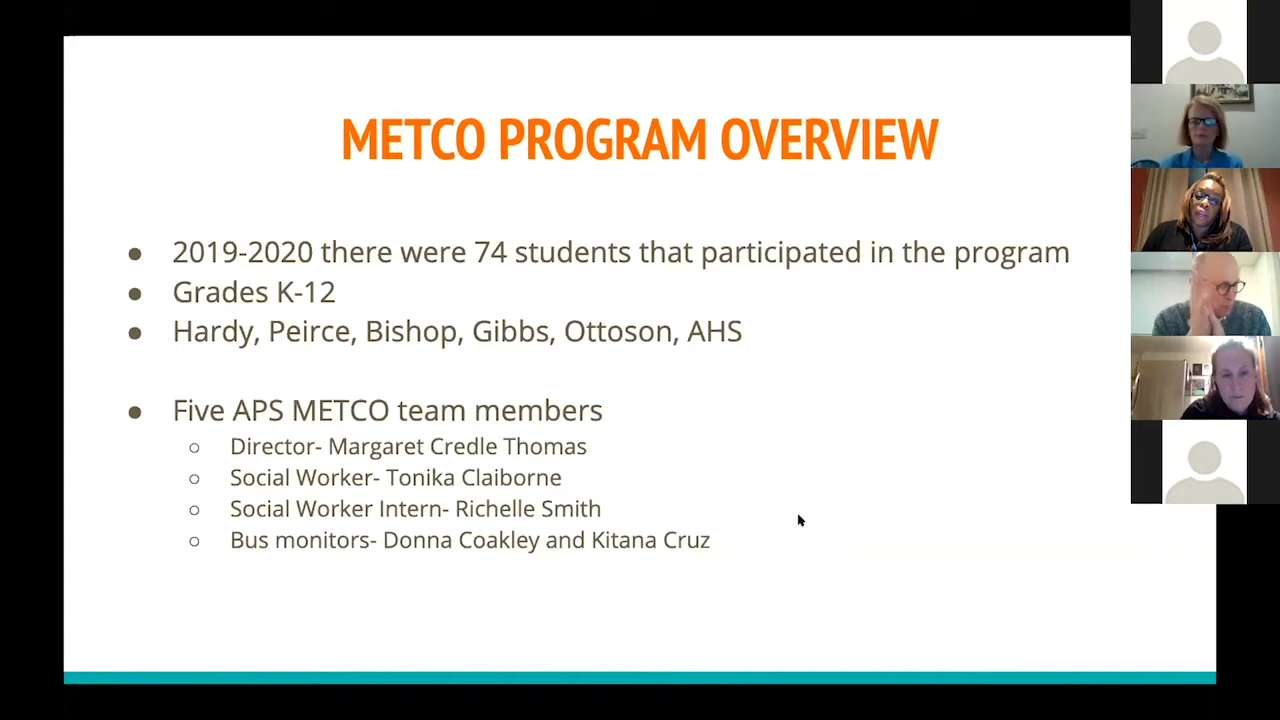 METCO PROGRAM OVERVIEW
● 2019-2020 there were 74 students that participated in the program
● Grades K-12
● Hardy, Peirce, Bishop, Gibbs, Ottoson, AHS
● Five APS METCO team members
○ Director- Margaret Credle Thomas
○ Social Worker- Tonika Claiborne
○ Social Worker Intern- Richelle Smith
○ Bus monitors- Donna Coakley and Kitana Cruz